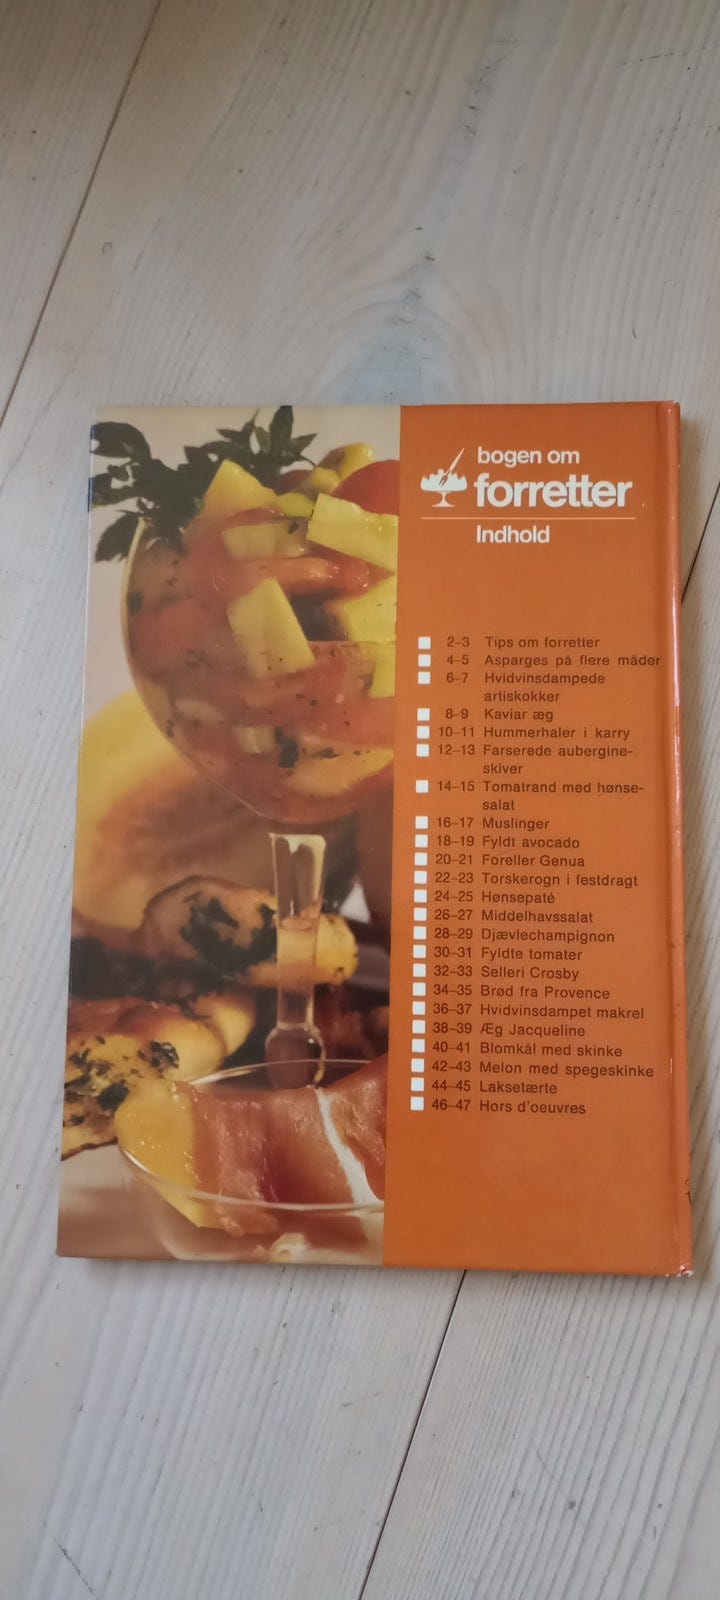 bogen om
forretter
Indhold
2-3 Tips om forretter
4-5 Asparges på flere måder
6-7 Hvidvinsdampede
artiskokker
8-9 Kaviar æg
10-11 Hummerhaler i karry
12-13 Farserede aubergine-
skiver
14-15 Tomatrand med hønse-
salat
16-17 Muslinger
18-19 Fyldt avocado
20-21 Foreller Genua
22-23 Torskerogn i festdragt
24-25 Hønsepaté
26-27 Middelhavssalat
28-29 Djævlechampignon
30-31 Fyldte tomater
32-33 Selleri Crosby
34-35 Brød fra Provence
36-37 Hvidvinsdampet makrel
38-39 Æg Jacqueline
40-41 Blomkål med skinke
42-43 Melon med spegeskinke
44-45 Laksetærte
46-47 Hors d'oeuvres